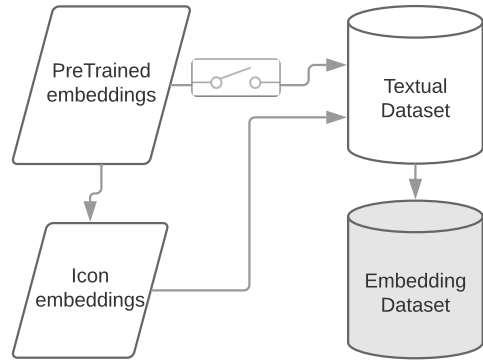 PreTrained
embeddings
Textual
Dataset
Icon
embeddings
Embedding
Dataset